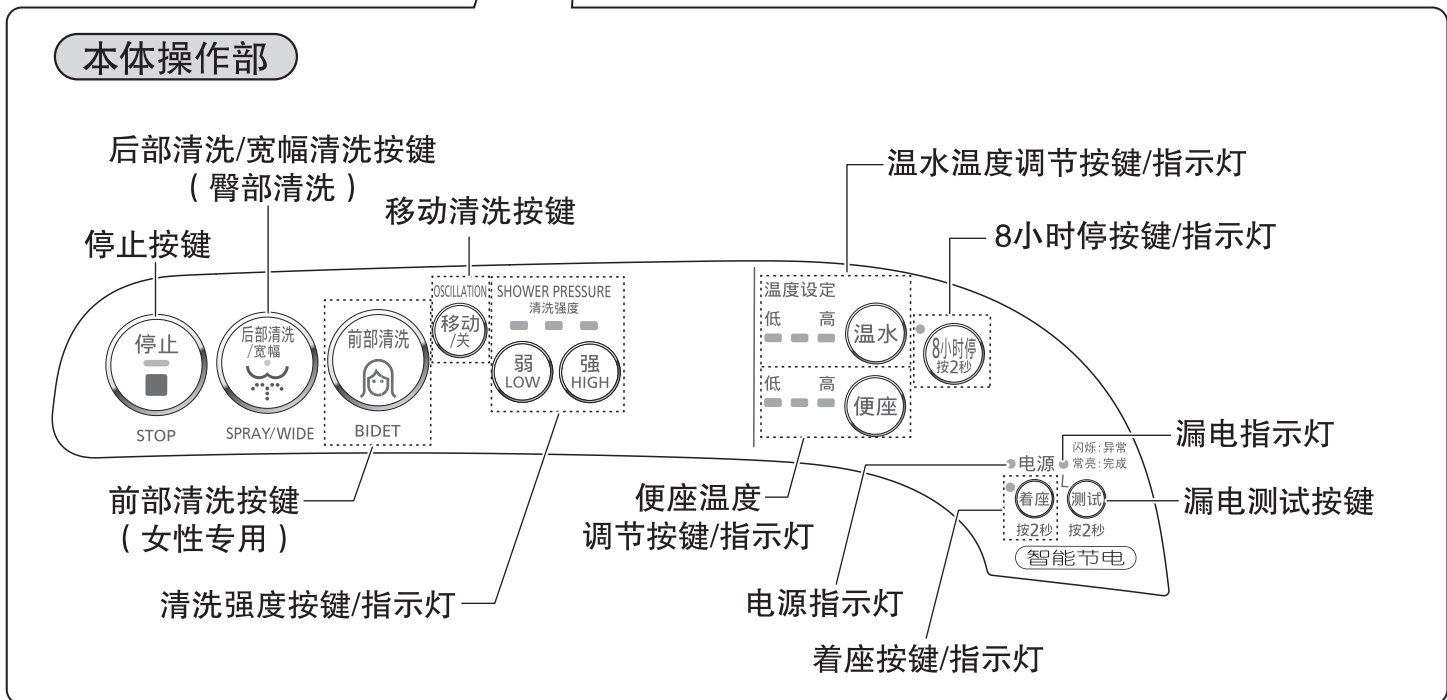 本体操作部
后部清洗/宽幅清洗按键
（臀部清洗）
移动清洗按键
停止按键
温水温度调节按键/指示灯
8小时停按键/指示灯
停止
STOP
后部清洗
/宽幅
SPRAY/WIDE
前部清洗
BIDET
OSCILLATION
移动
/关
SHOWER PRESSURE
清洗强度
弱
LOW
强
HIGH
温度设定
低 高
温水
低 高
便座
8小时停
按2秒
漏电指示灯
闪烁:异常
电源 常亮:完成
着座
测试
按2秒 按2秒
智能节电
漏电测试按键
前部清洗按键
（女性专用）
便座温度
调节按键/指示灯
清洗强度按键/指示灯
电源指示灯
着座按键/指示灯